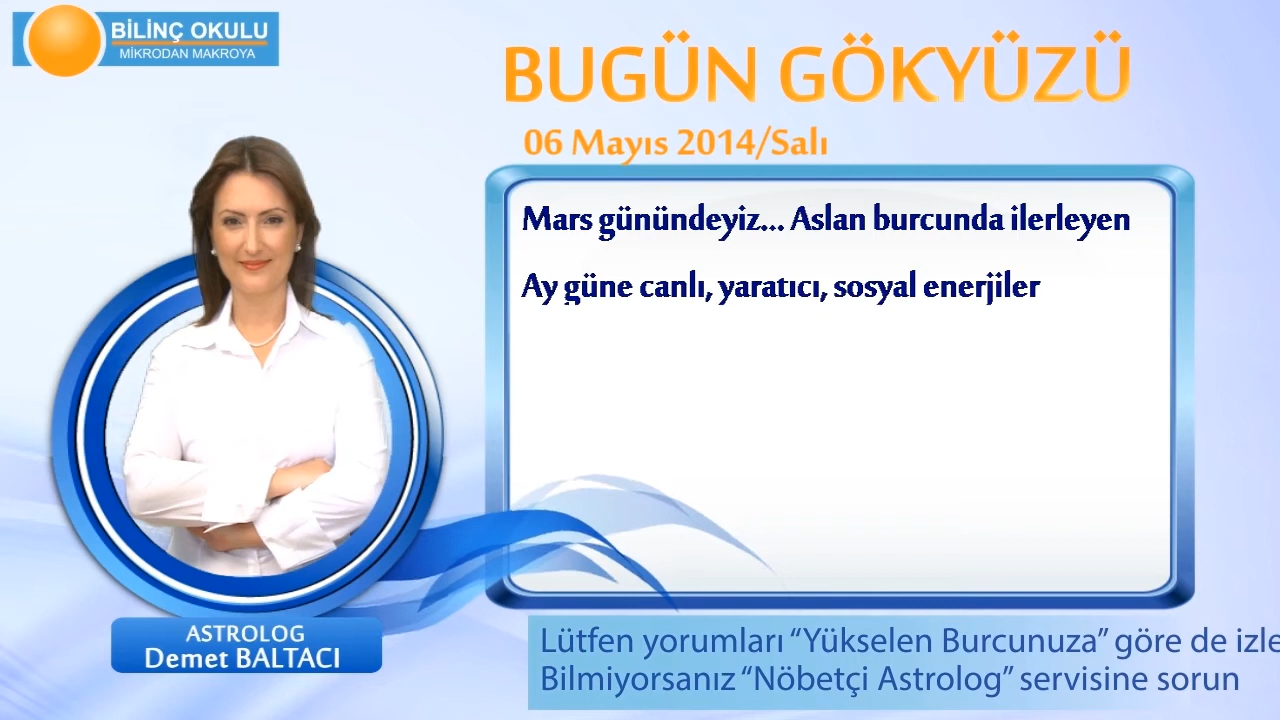 BİLİNÇ OKULU
MİKRODAN MAKROYA
BUGÜN GÖKYÜZÜ
06 Mayıs 2014/Salı
Mars günündeyiz... Aslan burcunda ilerleyen
Ay güne canlı, yaratıcı, sosyal enerjiler
ASTROLOG
Demet BALTACI
Lütfen yorumları “Yükselen Burcunuza” göre de izle
Bilmiyorsanız “Nöbetçi Astrolog” servisine sorun